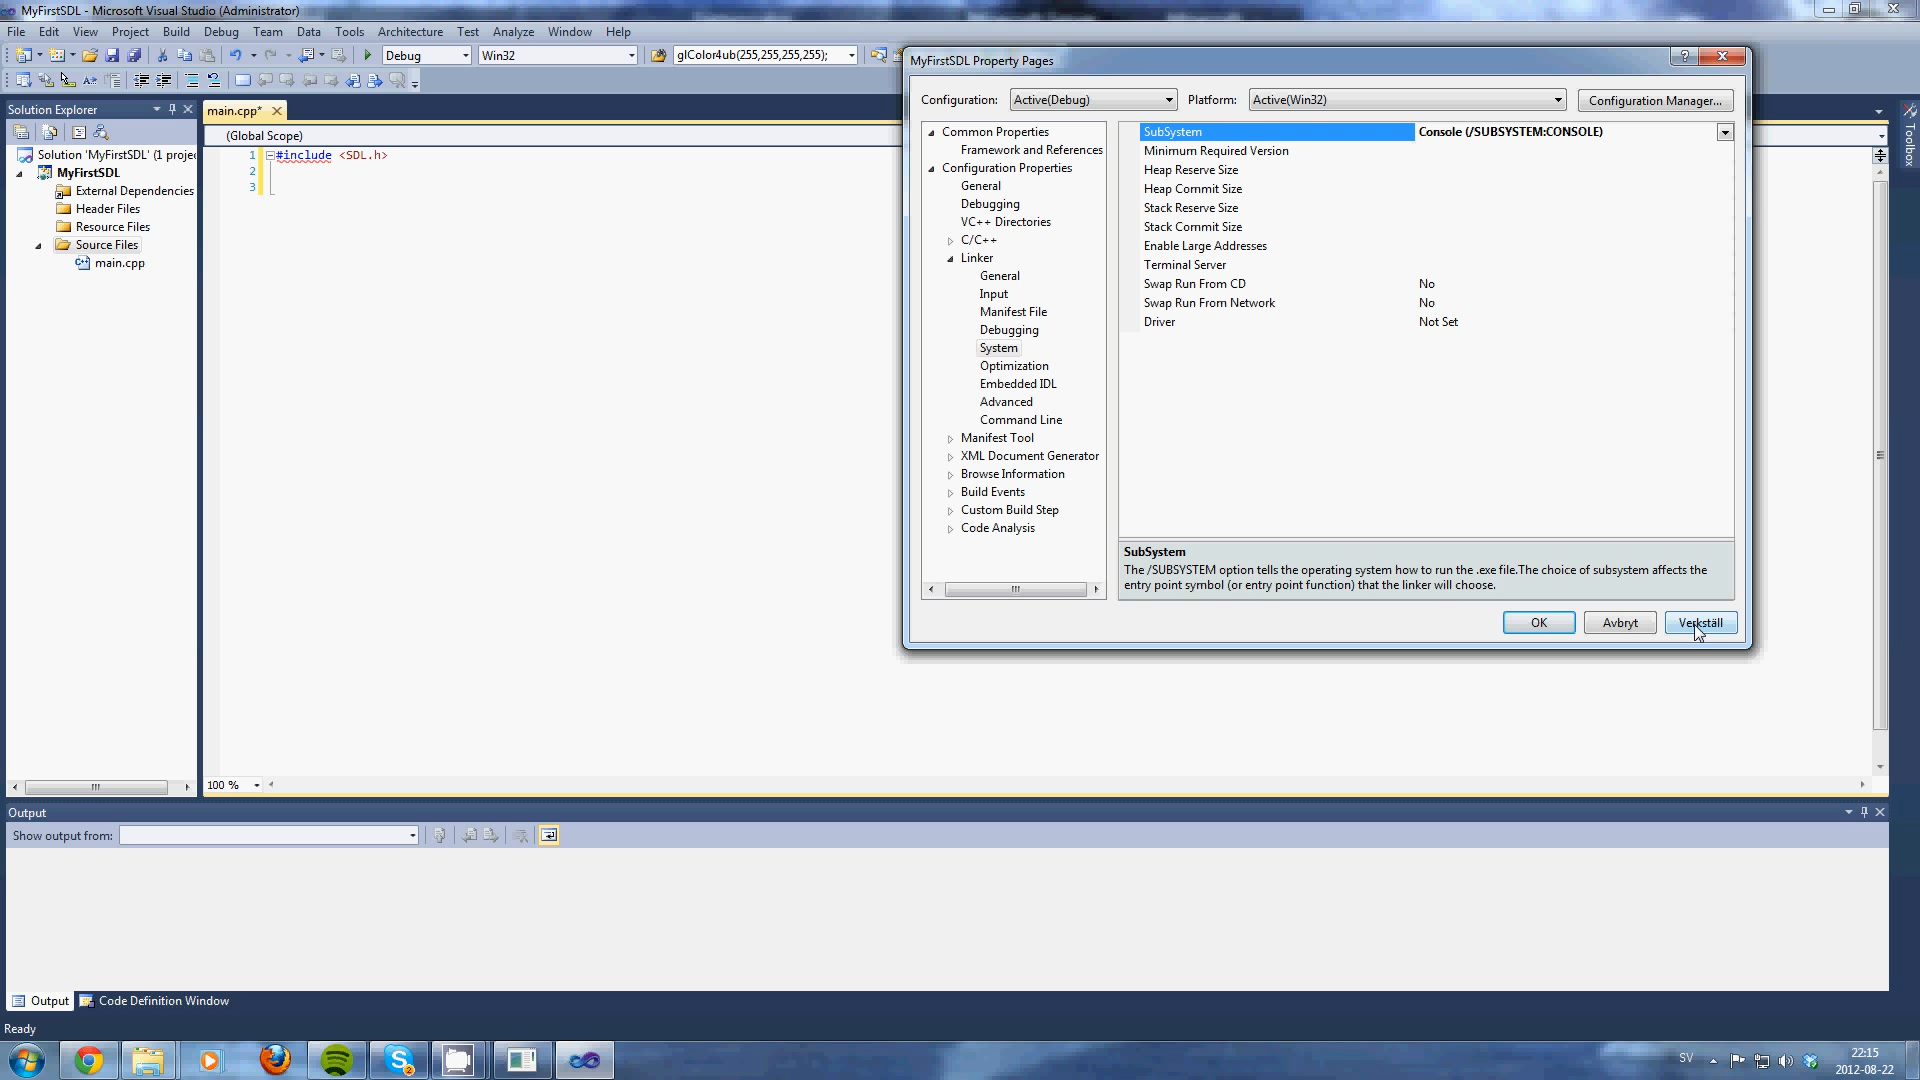 MyFirstSDL - Microsoft Visual Studio (Administrator)
File Edit View Project Build Debug Team Data Tools Architecture Test Analyze Window Help
Debug Win32 glColor4ub(255,255,255,255);
Solution Explorer
Solution 'MyFirstSDL' (1 projec
MyFirstSDL
External Dependencies
Header Files
Resource Files
Source Files
main.cpp
main.cpp*
(Global Scope)
1 #include <SDL.h>
2
3
100 %
MyFirstSDL Property Pages
Configuration: Active(Debug) Platform: Active(Win32) Configuration Manager...
Common Properties
Framework and References
Configuration Properties
General
Debugging
VC++ Directories
C/C++
Linker
General
Input
Manifest File
Debugging
System
Optimization
Embedded IDL
Advanced
Command Line
Manifest Tool
XML Document Generator
Browse Information
Build Events
Custom Build Step
Code Analysis
SubSystem Console (/SUBSYSTEM:CONSOLE)
Minimum Required Version
Heap Reserve Size
Heap Commit Size
Stack Reserve Size
Stack Commit Size
Enable Large Addresses
Terminal Server
Swap Run From CD No
Swap Run From Network No
Driver Not Set
SubSystem
The /SUBSYSTEM option tells the operating system how to run the .exe file.The choice of subsystem affects the
entry point symbol (or entry point function) that the linker will choose.
OK Avbryt Verkställ
Toolbox
Output
Show output from:
Output Code Definition Window
Ready
2
SV
22:15
2012-08-22